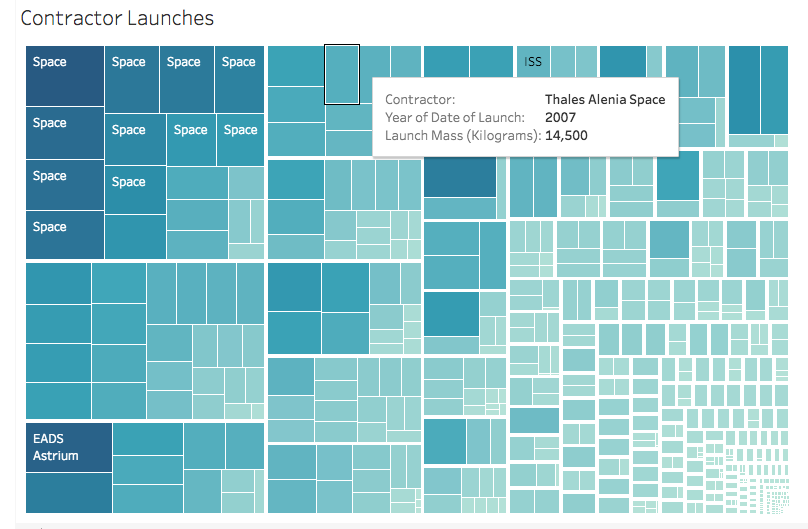 Contractor Launches
Space
Space
Space
Space
Space
Space
Space
Space
Space
Space
Space
ISS
Contractor: Thales Alenia Space
Year of Date of Launch: 2007
Launch Mass (Kilograms): 14,500
EADS
Astrium